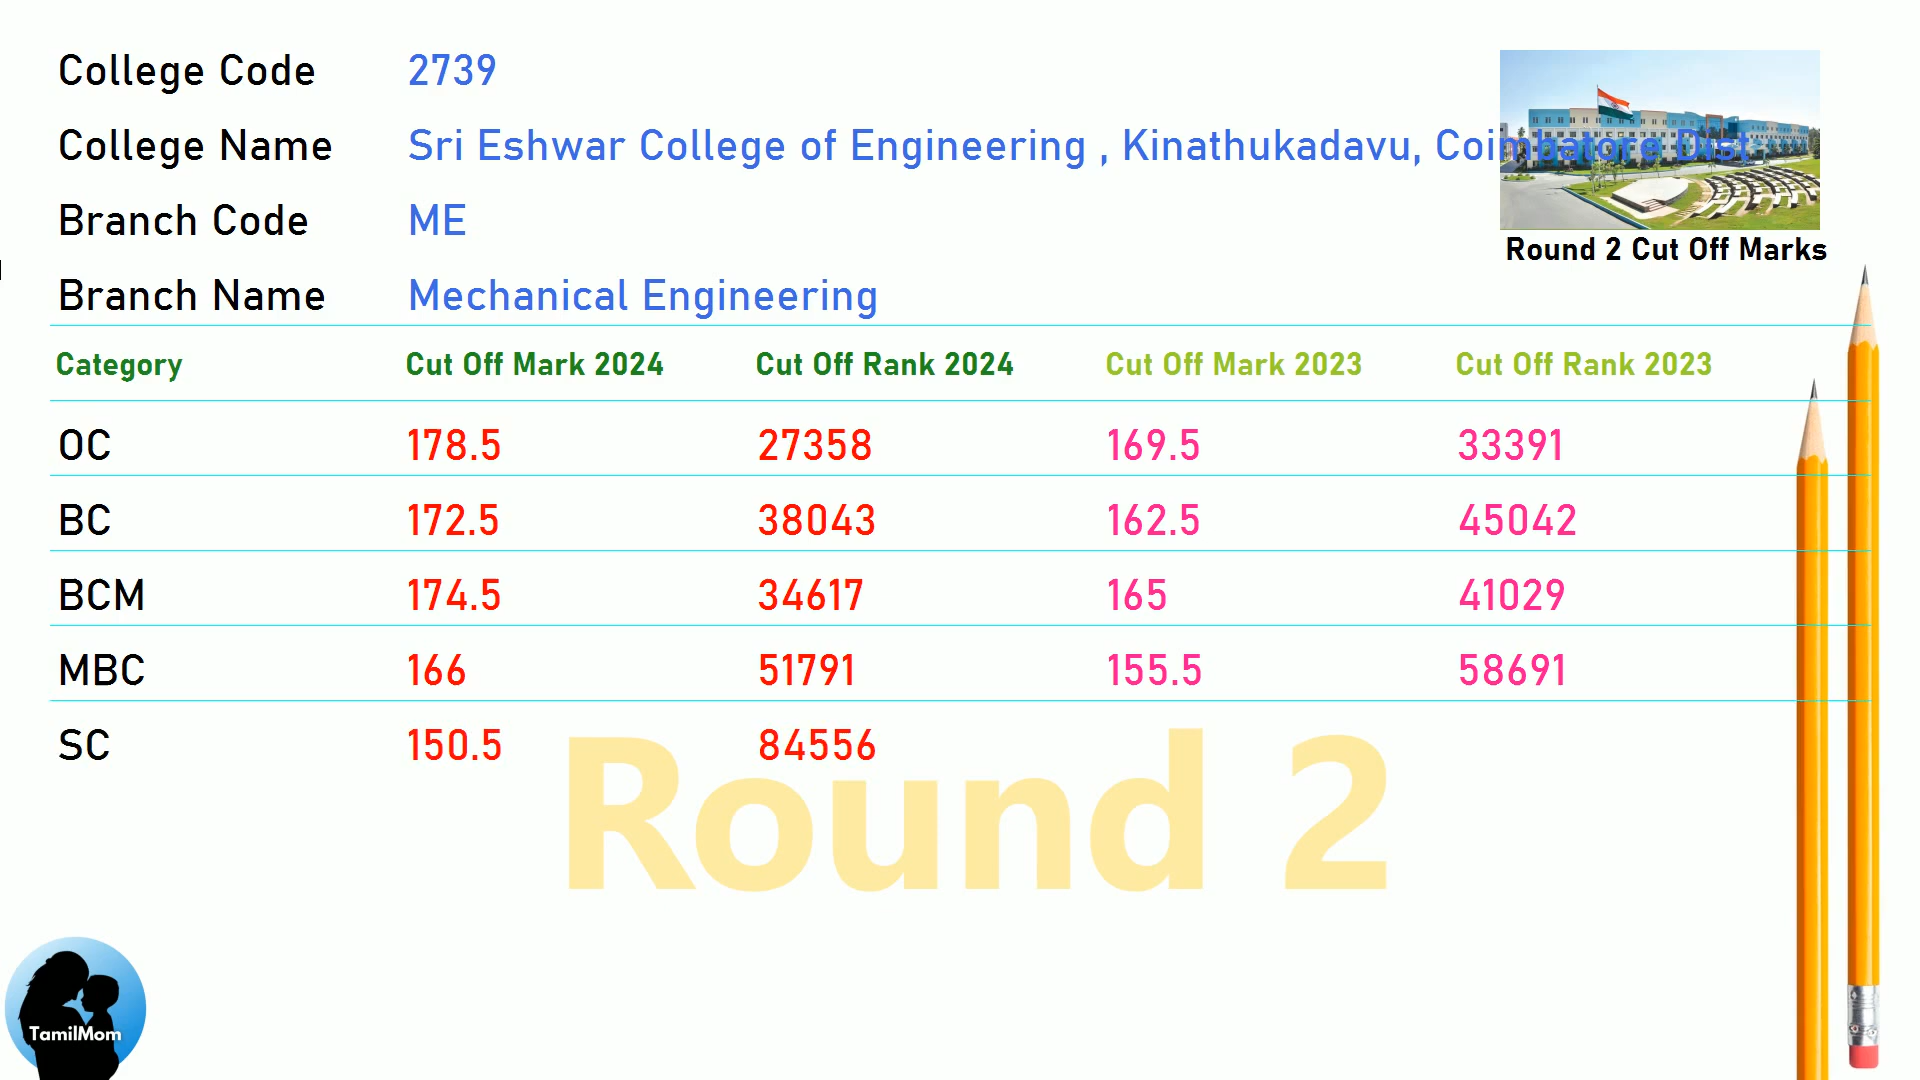 College Code 2739
College Name Sri Eshwar College of Engineering , Kinathukadavu, Coimbatore Dist
Branch Code ME
Round 2 Cut Off Marks
Branch Name Mechanical Engineering
Category Cut Off Mark 2024 Cut Off Rank 2024 Cut Off Mark 2023 Cut Off Rank 2023
OC 178.5 27358 169.5 33391
BC 172.5 38043 162.5 45042
BCM 174.5 34617 165 41029
MBC 166 51791 155.5 58691
SC 150.5 84556
Round 2
TamilMom